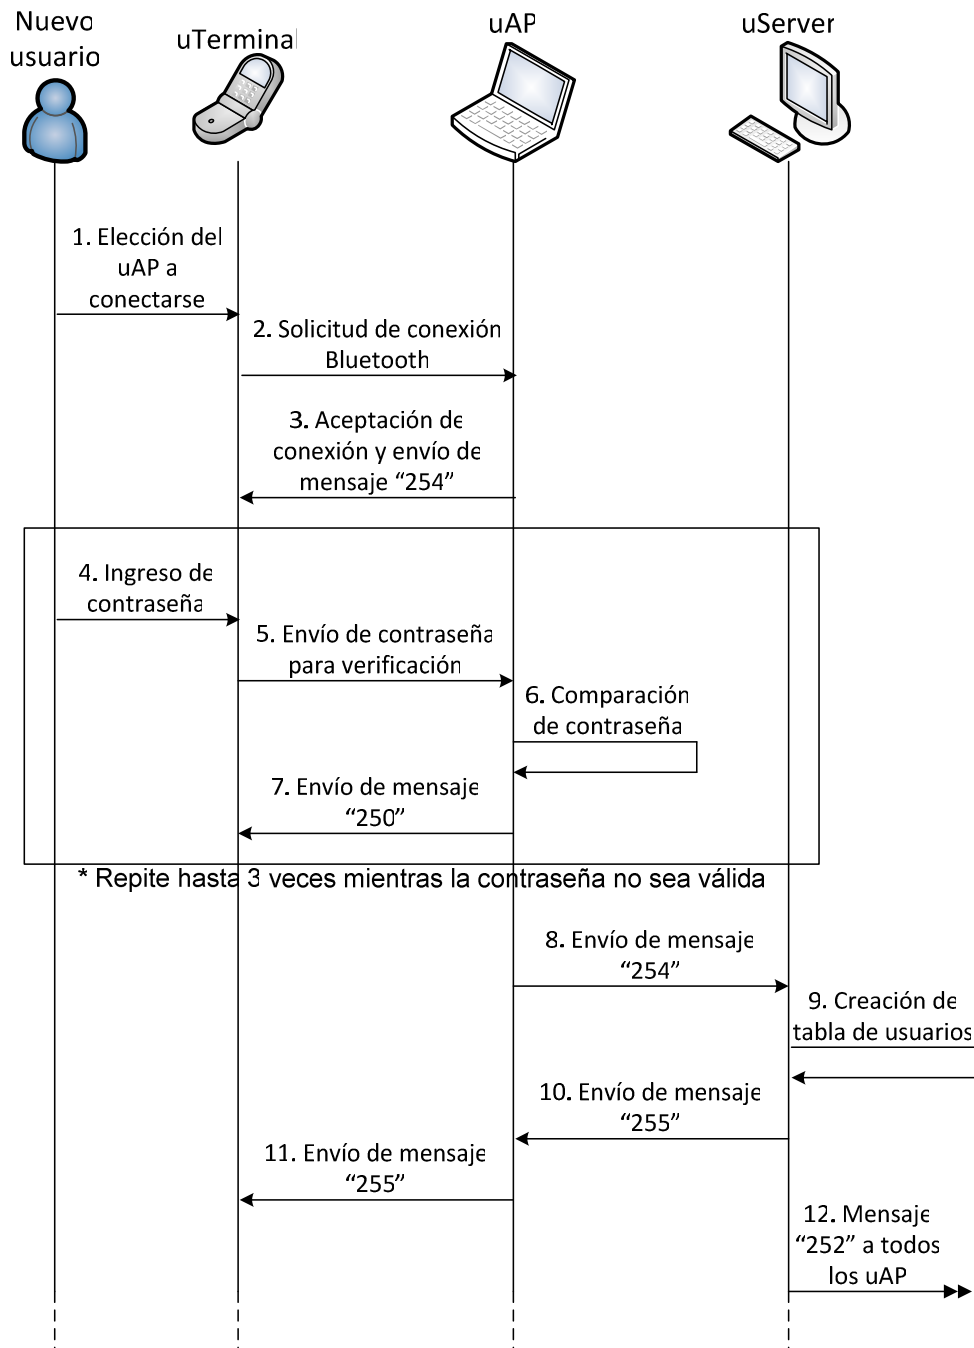 Nuevo
usuario
uTerminal
uAP
uServer
1. Elección del
uAP a
conectarse
2. Solicitud de conexión
Bluetooth
3. Aceptación de
conexión y envío de
mensaje “254”
4. Ingreso de
contraseña
5. Envío de contraseña
para verificación
6. Comparación
de contraseña
7. Envío de mensaje
“250”
* Repite hasta 3 veces mientras la contraseña no sea válida
8. Envío de mensaje
“254”
9. Creación de
tabla de usuarios
10. Envío de mensaje
“255”
11. Envío de mensaje
“255”
12. Mensaje
“252” a todos
los uAP